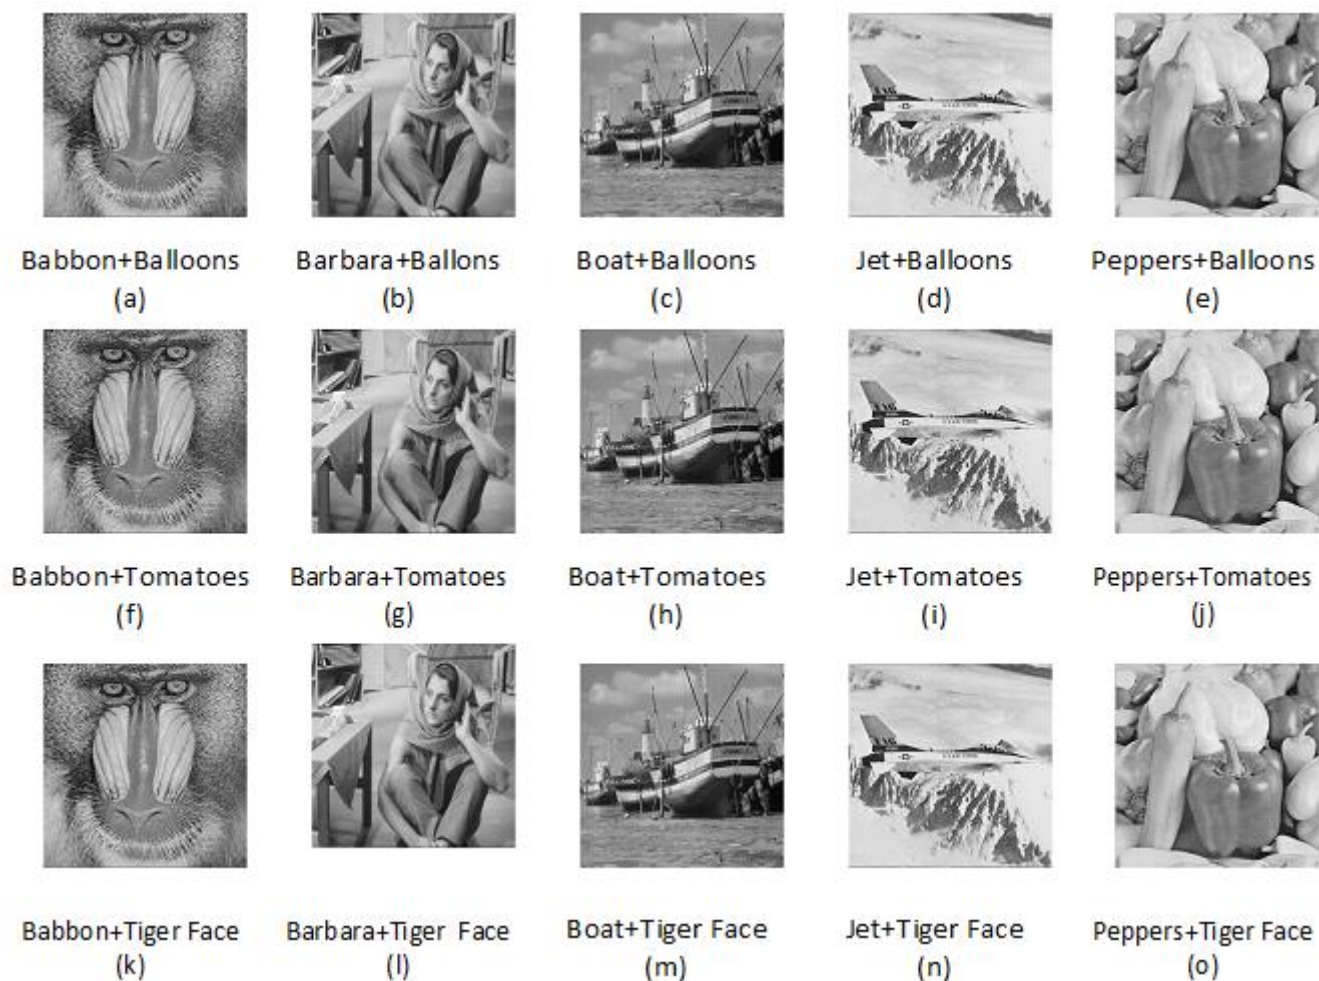 Babbon+Balloons Barbara+Ballons Boat+Balloons Jet+Balloons Peppers+Balloons
(a) (b) (c) (d) (e)
Babbon+Tomatoes Barbara+Tomatoes Boat+Tomatoes Jet+Tomatoes Peppers+Tomatoes
(f) (g) (h) (i) (j)
Babbon+Tiger Face Barbara+Tiger Face Boat+Tiger Face Jet+Tiger Face Peppers+Tiger Face
(k) (l) (m) (n) (o)